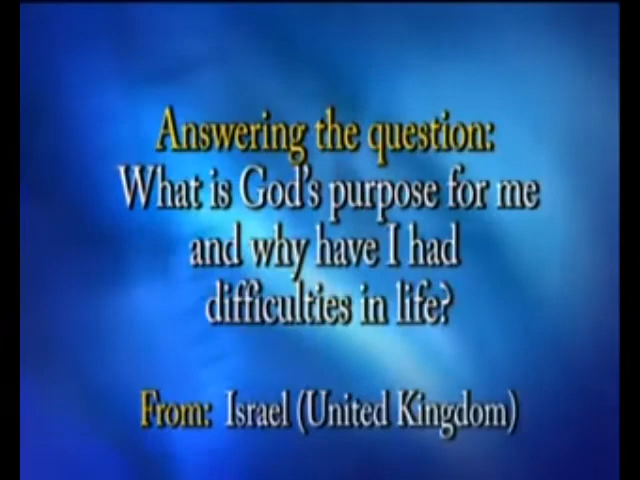 Answering the question:
What is God's purpose for me
and why have I had
difficulties in life?
From: Israel (United Kingdom)